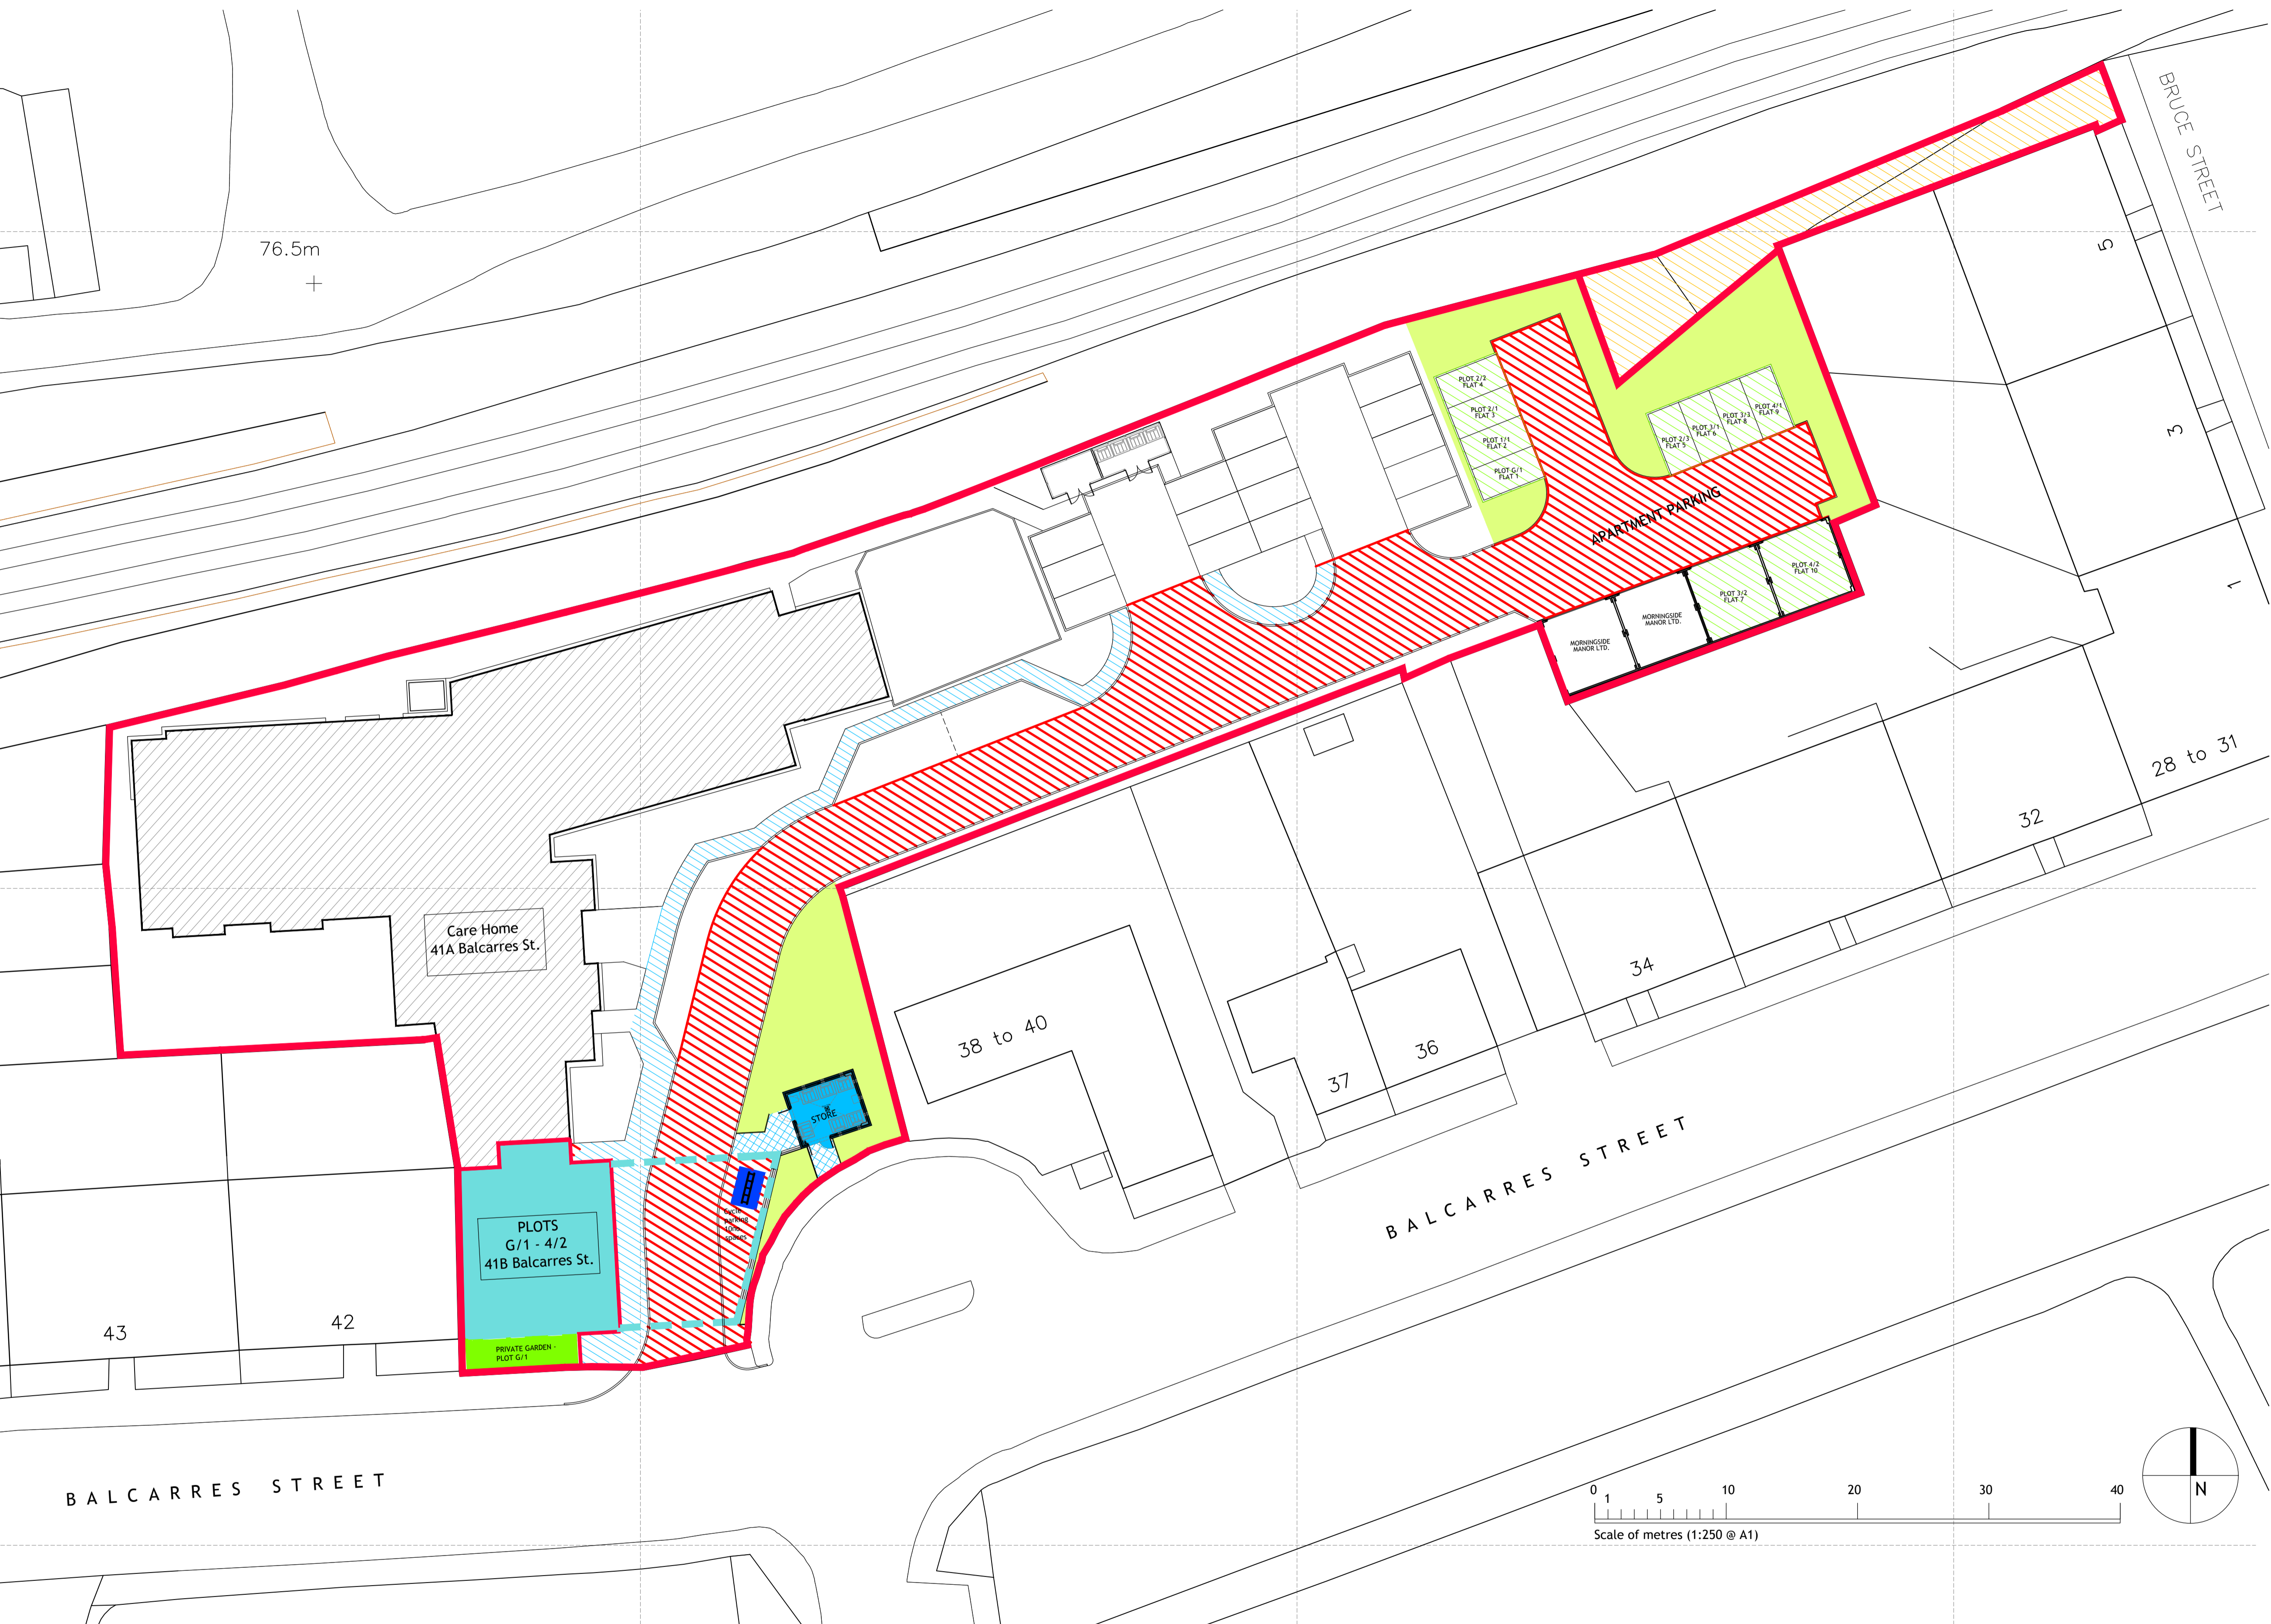 BRUCE STREET
76.5m
5
3
1
PLOT 2/2
FLAT 4
PLOT 2/1
FLAT 3
PLOT 1/1
FLAT 2
PLOT G/1
FLAT 1
PLOT 2/3
FLAT 5
PLOT 3/1
FLAT 6
PLOT 3/3
FLAT 8
PLOT 4/1
FLAT 9
APARTMENT PARKING
PLOT 4/2
FLAT 10
PLOT 3/2
FLAT 7
MORNINGSIDE
MANOR LTD.
MORNINGSIDE
MANOR LTD.
28 to 31
32
34
36
37
38 to 40
Care Home
41A Balcarres St.
STORE
Cycle
parking
10no.
spaces
PLOTS
G/1 - 4/2
41B Balcarres St.
PRIVATE GARDEN -
PLOT G/1
43
42
BALCARRES STREET
BALCARRES STREET
0 1 5 10 20 30 40
Scale of metres (1:250 @ A1)
N